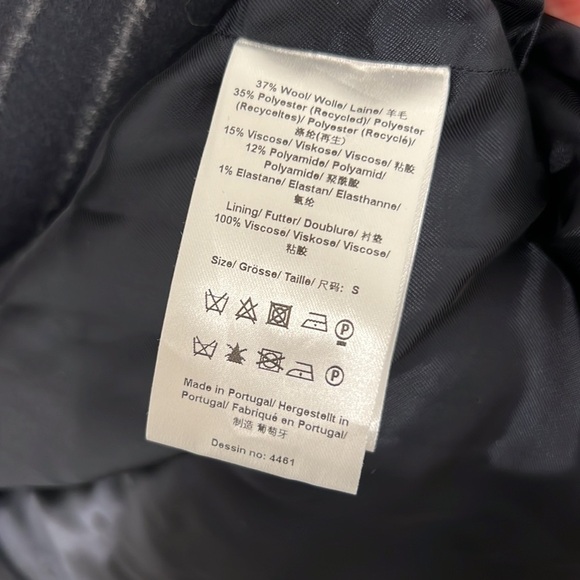 37% Wool/ Wolle/ Laine/ 羊毛
35% Polyester (Recycled)/ Polyester
(Recyceltes)/ Polyester (Recyclé)/
涤纶(再生)
15% Viscose/ Viskose/ Viscose/ 粘胶
12% Polyamide/ Polyamid/
Polyamide/ 聚酰胺
1% Elastane/ Elastan/ Elasthanne/
氨纶
Lining/ Futter/ Doublure/ 衬垫
100% Viscose/ Viskose/ Viscose/
粘胶
Size/ Grösse/ Taille/ 尺码: S
P
P
Made in Portugal/ Hergestellt in
Portugal/ Fabriqué en Portugal/
制造 葡萄牙
Dessin no: 4461